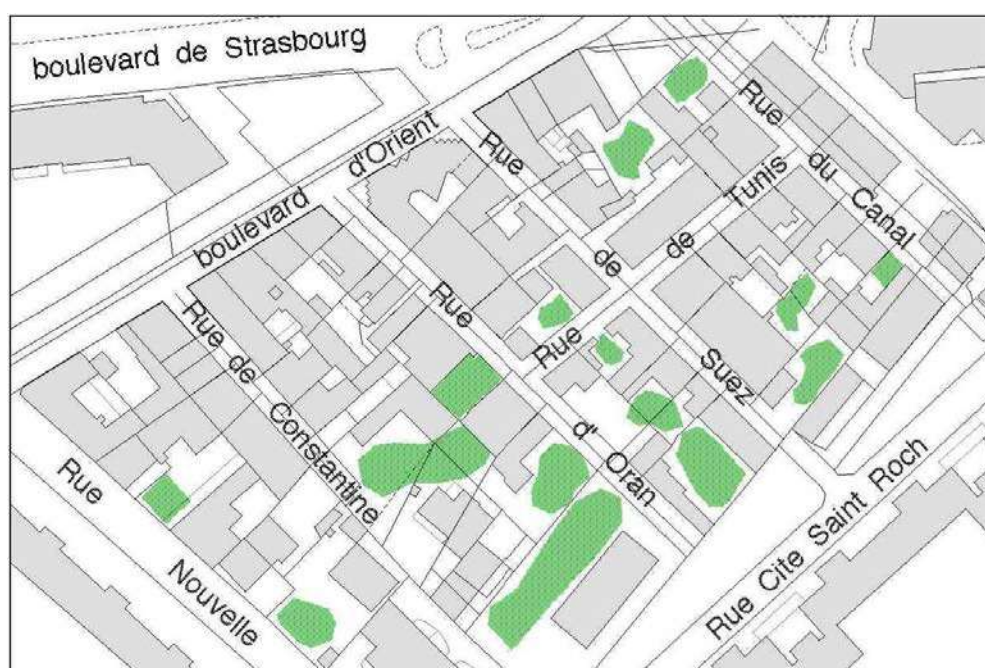 boulevard de Strasbourg
boulevard d'Orient
Rue du Canal
Rue de Suez
Rue de Tunis
Rue d'Oran
Rue de Constantine
Rue Nouvelle
Rue Cite Saint Roch